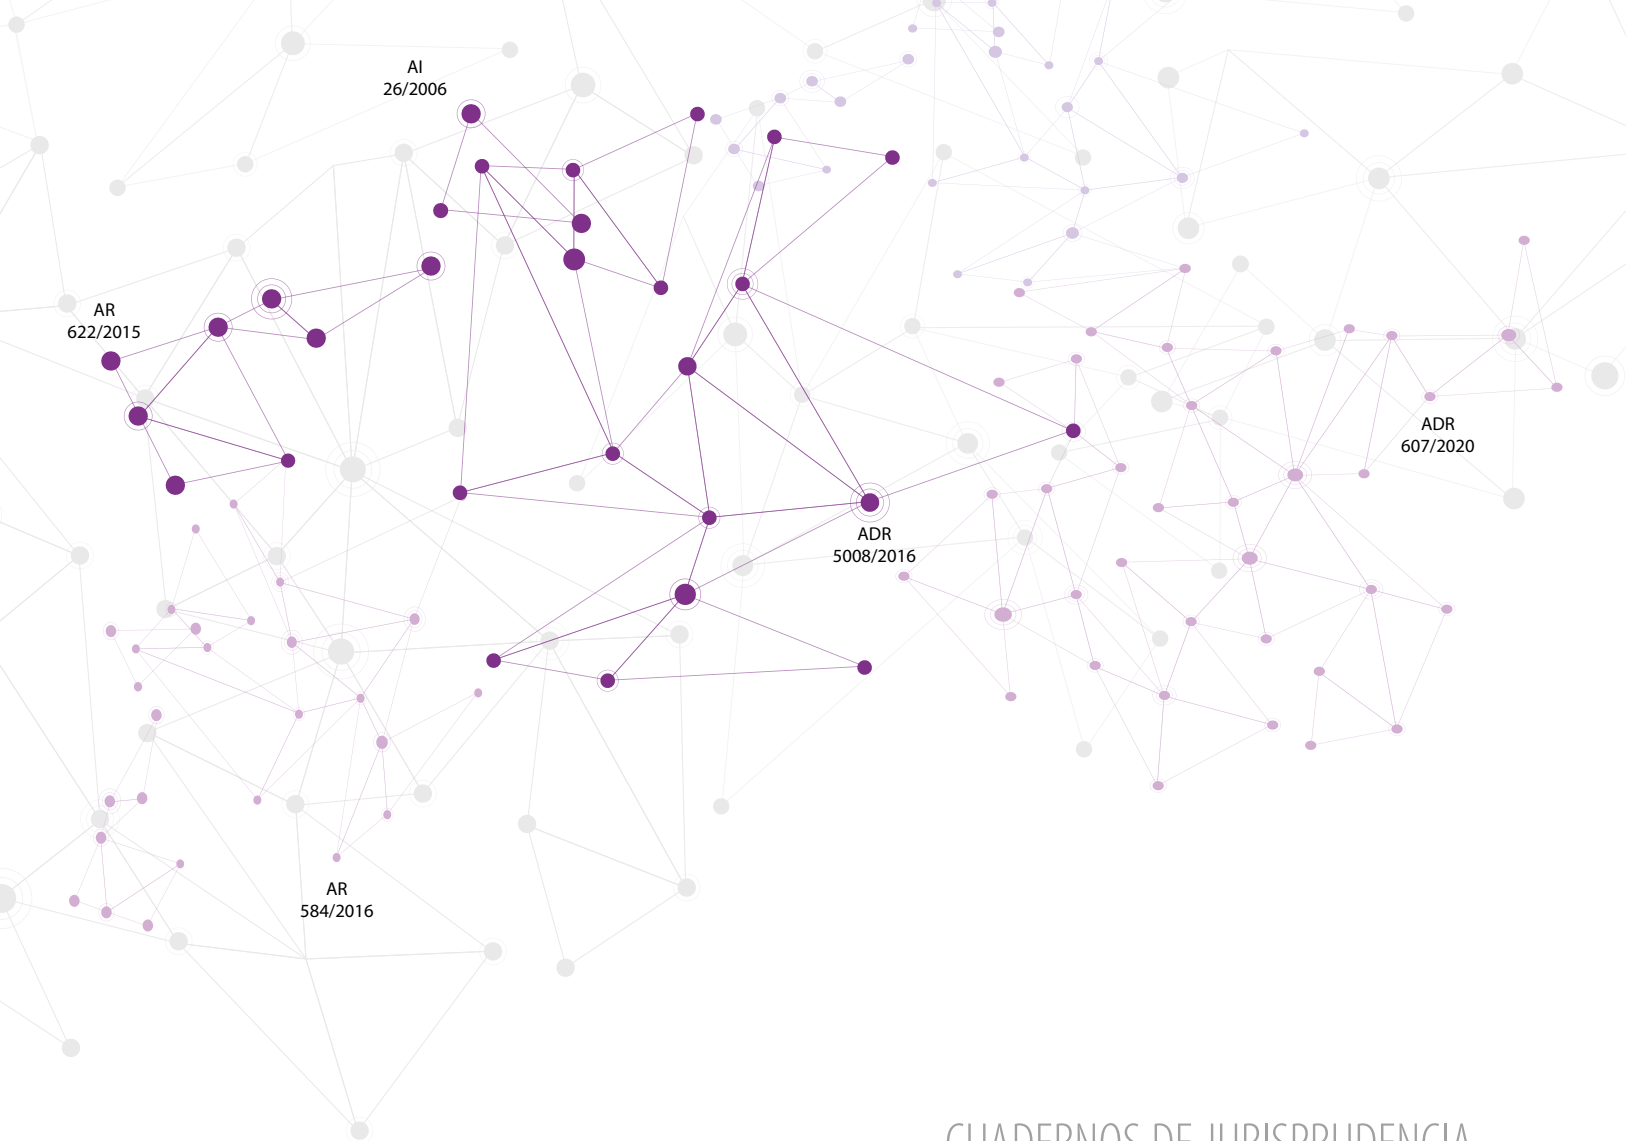 AI
26/2006
AR
622/2015
ADR
607/2020
ADR
5008/2016
AR
584/2016
CUADERNOS DE JURISPRUDENCIA